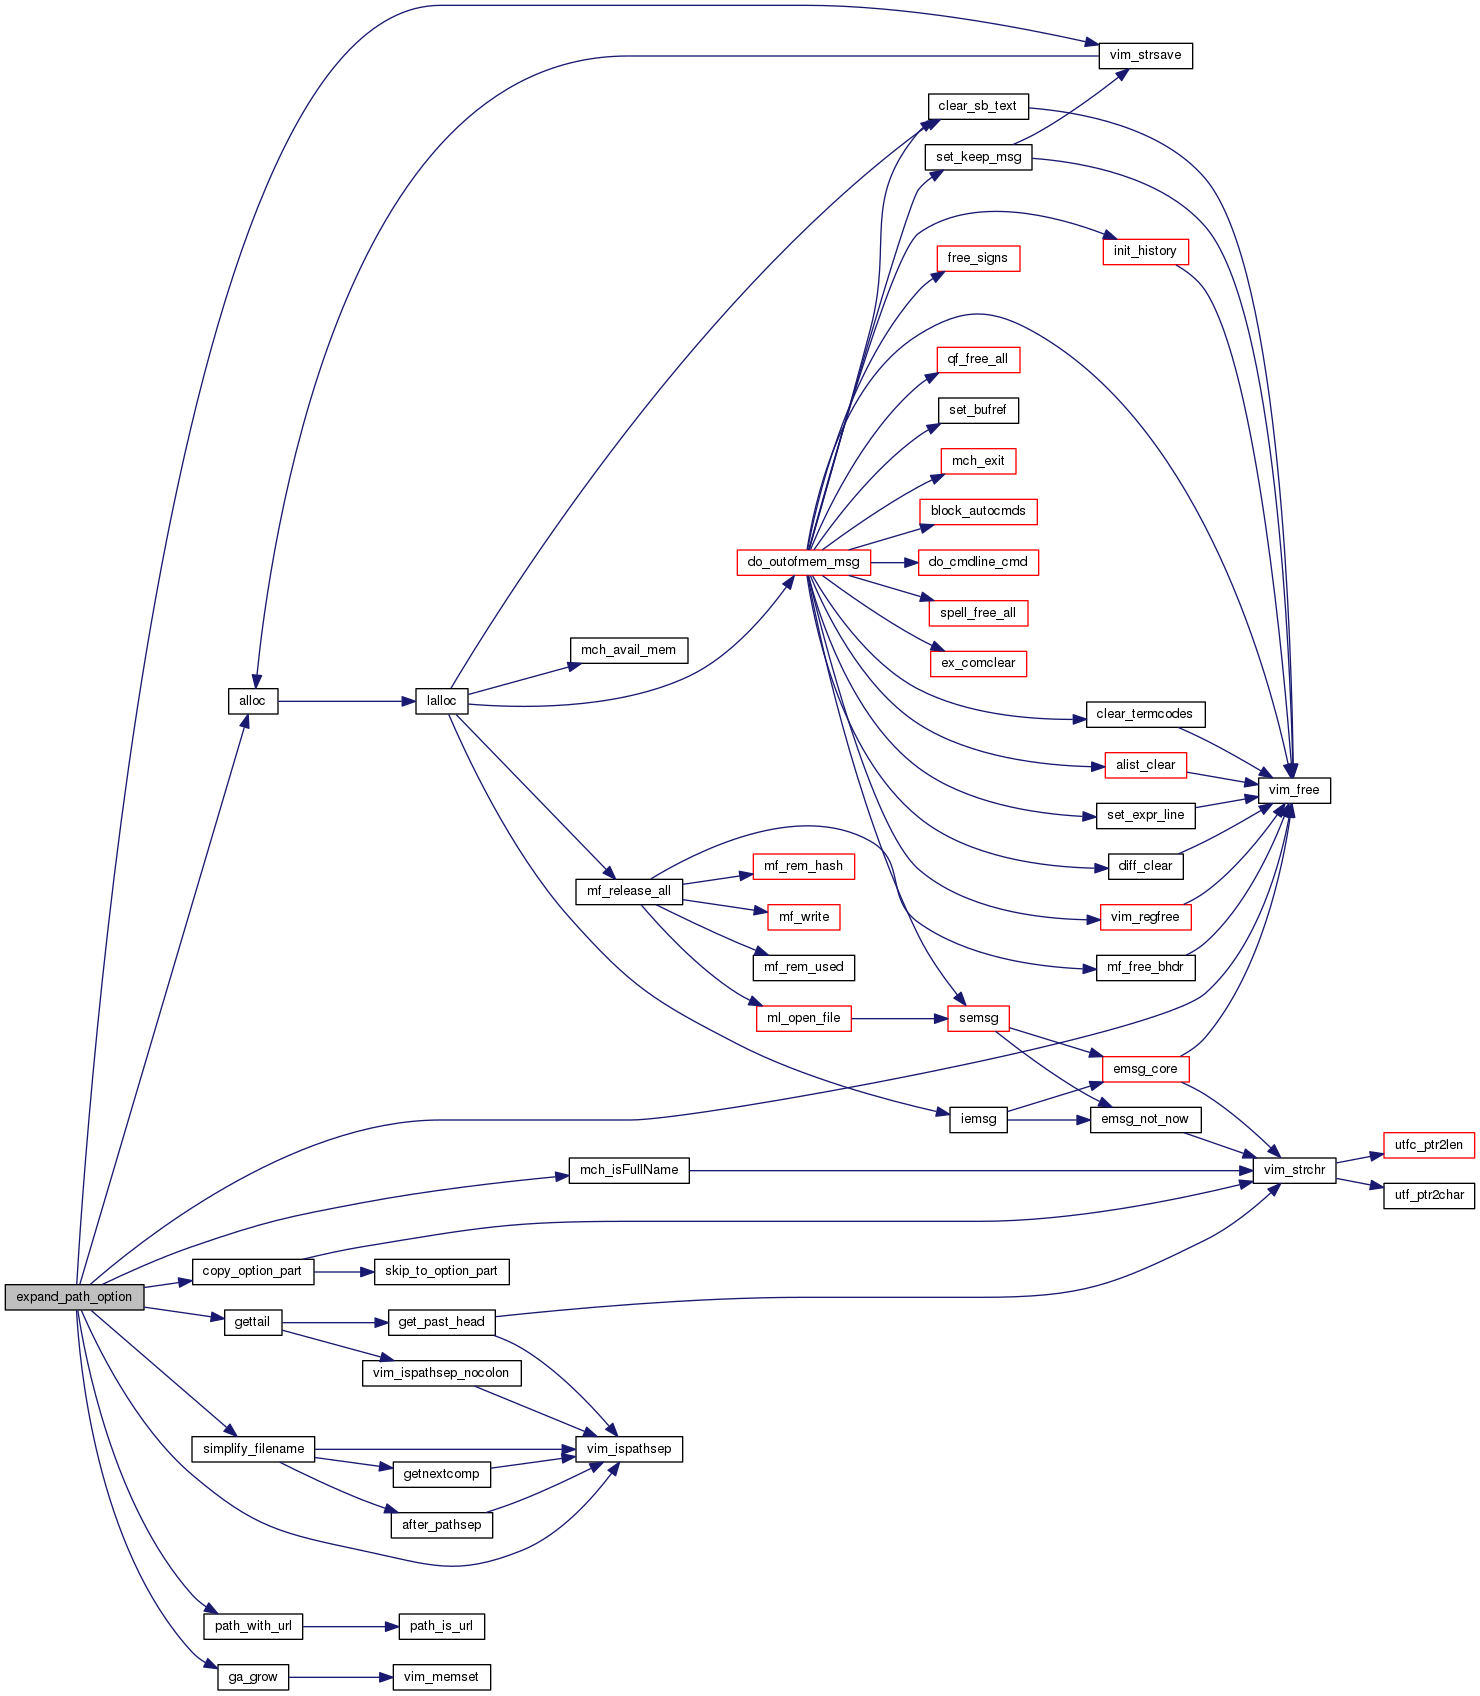 vim_strsave
clear_sb_text
set_keep_msg
init_history
free_signs
qf_free_all
set_bufref
mch_exit
block_autocmds
do_outofmem_msg
do_cmdline_cmd
spell_free_all
mch_avail_mem
ex_comclear
alloc
lalloc
clear_termcodes
alist_clear
vim_free
set_expr_line
diff_clear
mf_rem_hash
mf_release_all
mf_write
vim_regfree
mf_rem_used
mf_free_bhdr
ml_open_file
semsg
emsg_core
iemsg
emsg_not_now
utfc_ptr2len
mch_isFullName
vim_strchr
utf_ptr2char
copy_option_part
skip_to_option_part
expand_path_option
gettail
get_past_head
vim_ispathsep_nocolon
simplify_filename
vim_ispathsep
getnextcomp
after_pathsep
path_with_url
path_is_url
ga_grow
vim_memset